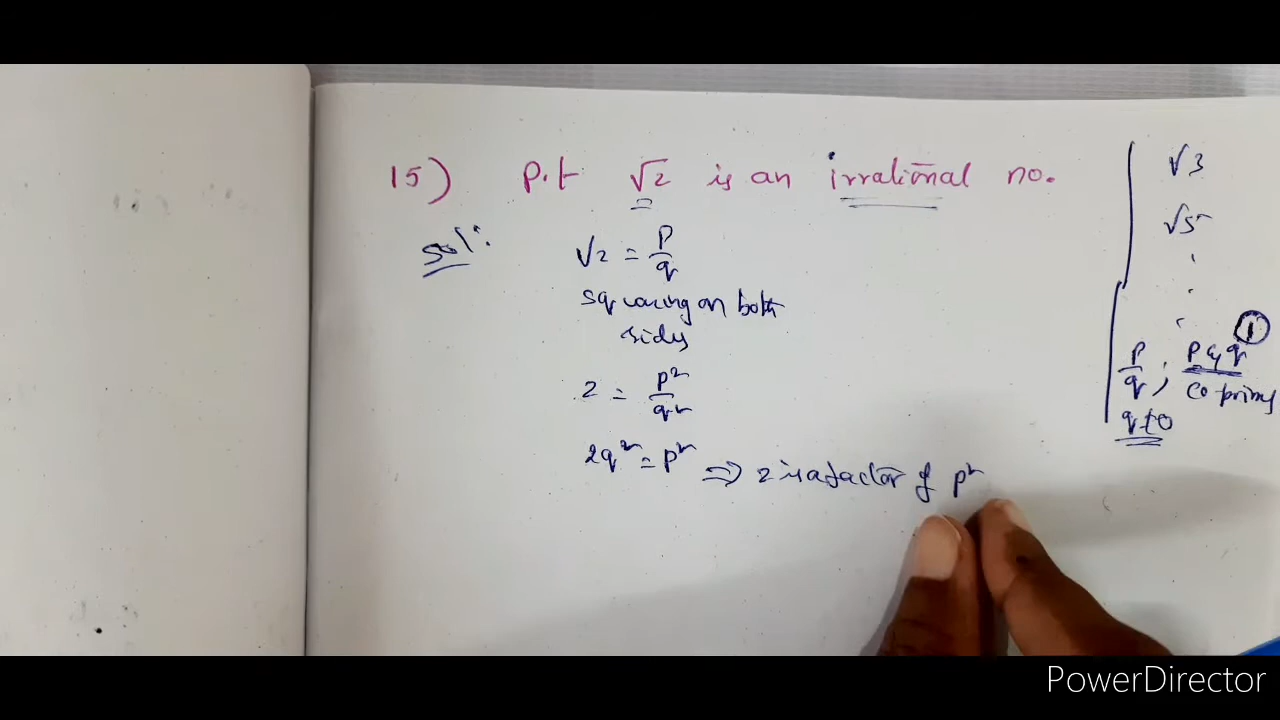 15) P.t √2 is an irrational no.
Sol:
√2 = p/q
squaring on both
sides
2 = p²/q²
2q² = p² ⇒ 2 is a factor of p²
√3
√5
.
.
.
p/q ; p & q ①
co primes
q ≠ 0
PowerDirector